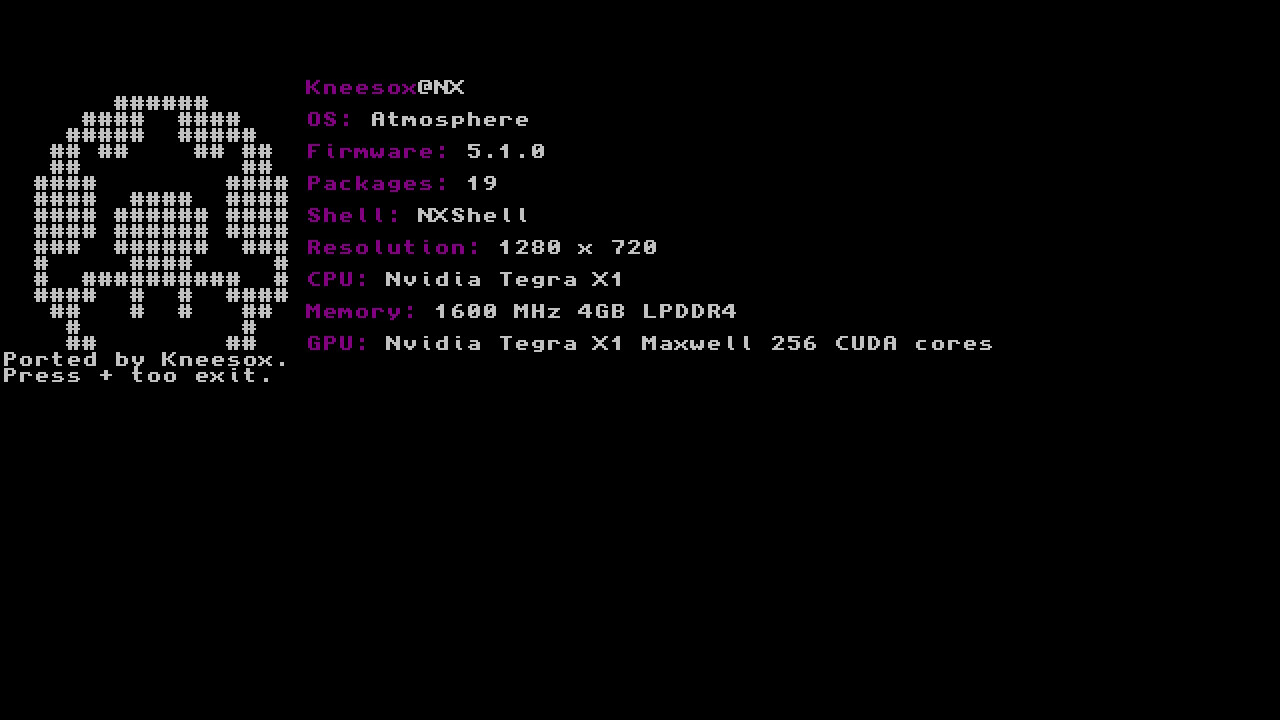 Kneesox@NX
OS: Atmosphere
Firmware: 5.1.0
Packages: 19
Shell: NXShell
Resolution: 1280 x 720
CPU: Nvidia Tegra X1
Memory: 1600 MHz 4GB LPDDR4
GPU: Nvidia Tegra X1 Maxwell 256 CUDA cores
Ported by Kneesox.
Press + too exit.